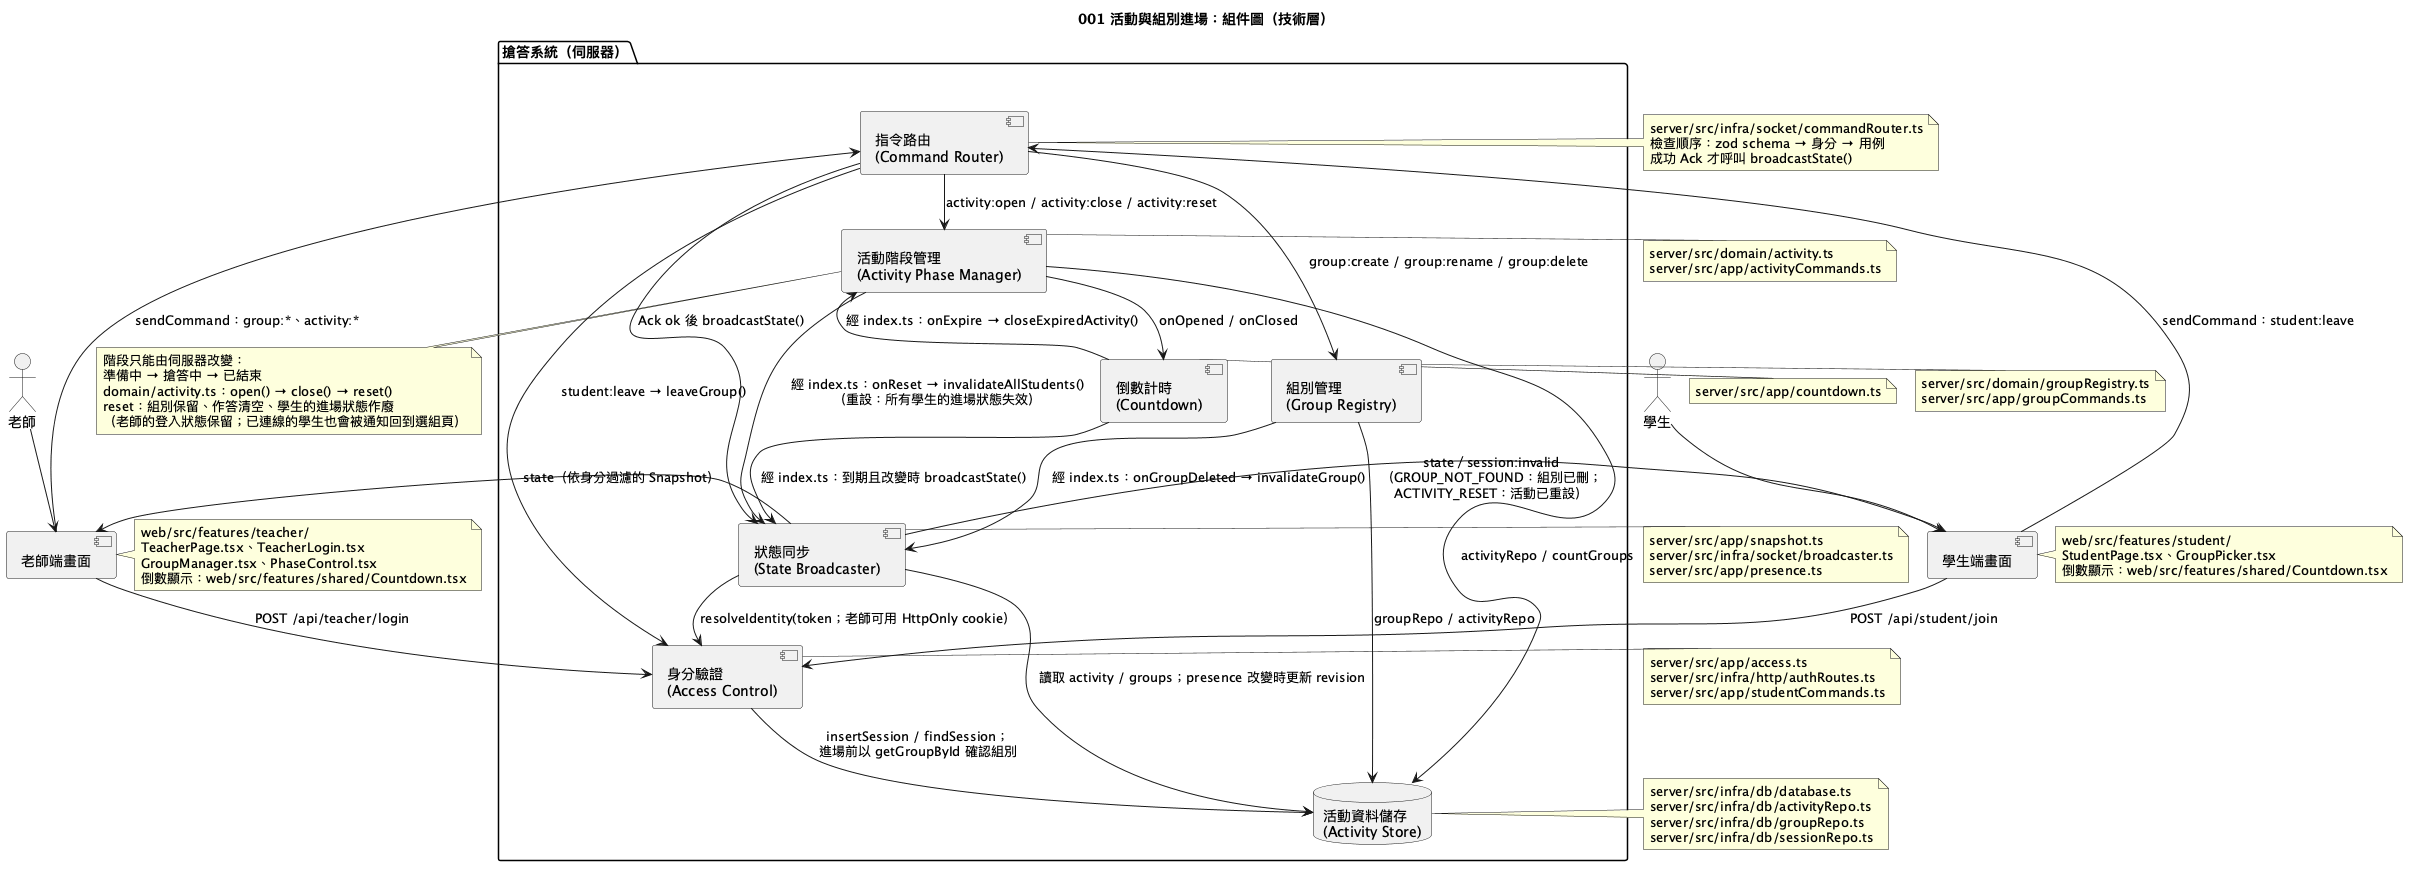 001 活動與組別進場：組件圖（技術層）
搶答系統（伺服器）
指令路由
(Command Router)
server/src/infra/socket/commandRouter.ts
檢查順序：zod schema → 身分 → 用例
成功 Ack 才呼叫 broadcastState()
activity:open / activity:close / activity:reset
活動階段管理
(Activity Phase Manager)
server/src/domain/activity.ts
server/src/app/activityCommands.ts
group:create / group:rename / group:delete
sendCommand：group:*、activity:*
Ack ok 後 broadcastState()
經 index.ts：onExpire → closeExpiredActivity()
onOpened / onClosed
sendCommand：student:leave
老師
階段只能由伺服器改變：
準備中 → 搶答中 → 已結束
domain/activity.ts：open() → close() → reset()
reset：組別保留、作答清空、學生的進場狀態作廢
（老師的登入狀態保留；已連線的學生也會被通知回到選組頁）
student:leave → leaveGroup()
經 index.ts：onReset → invalidateAllStudents()
（重設：所有學生的進場狀態失效）
倒數計時
(Countdown)
組別管理
(Group Registry)
學生
server/src/app/countdown.ts
server/src/domain/groupRegistry.ts
server/src/app/groupCommands.ts
state（依身分過濾的 Snapshot）
經 index.ts：到期且改變時 broadcastState()
經 index.ts：onGroupDeleted → invalidateGroup()
state / session:invalid
（GROUP_NOT_FOUND：組別已刪；
ACTIVITY_RESET：活動已重設）
老師端畫面
web/src/features/teacher/
TeacherPage.tsx、TeacherLogin.tsx
GroupManager.tsx、PhaseControl.tsx
倒數顯示：web/src/features/shared/Countdown.tsx
狀態同步
(State Broadcaster)
activityRepo / countGroups
server/src/app/snapshot.ts
server/src/infra/socket/broadcaster.ts
server/src/app/presence.ts
學生端畫面
web/src/features/student/
StudentPage.tsx、GroupPicker.tsx
倒數顯示：web/src/features/shared/Countdown.tsx
POST /api/teacher/login
resolveIdentity(token；老師可用 HttpOnly cookie)
groupRepo / activityRepo
POST /api/student/join
身分驗證
(Access Control)
讀取 activity / groups；presence 改變時更新 revision
server/src/app/access.ts
server/src/infra/http/authRoutes.ts
server/src/app/studentCommands.ts
insertSession / findSession；
進場前以 getGroupById 確認組別
活動資料儲存
(Activity Store)
server/src/infra/db/database.ts
server/src/infra/db/activityRepo.ts
server/src/infra/db/groupRepo.ts
server/src/infra/db/sessionRepo.ts